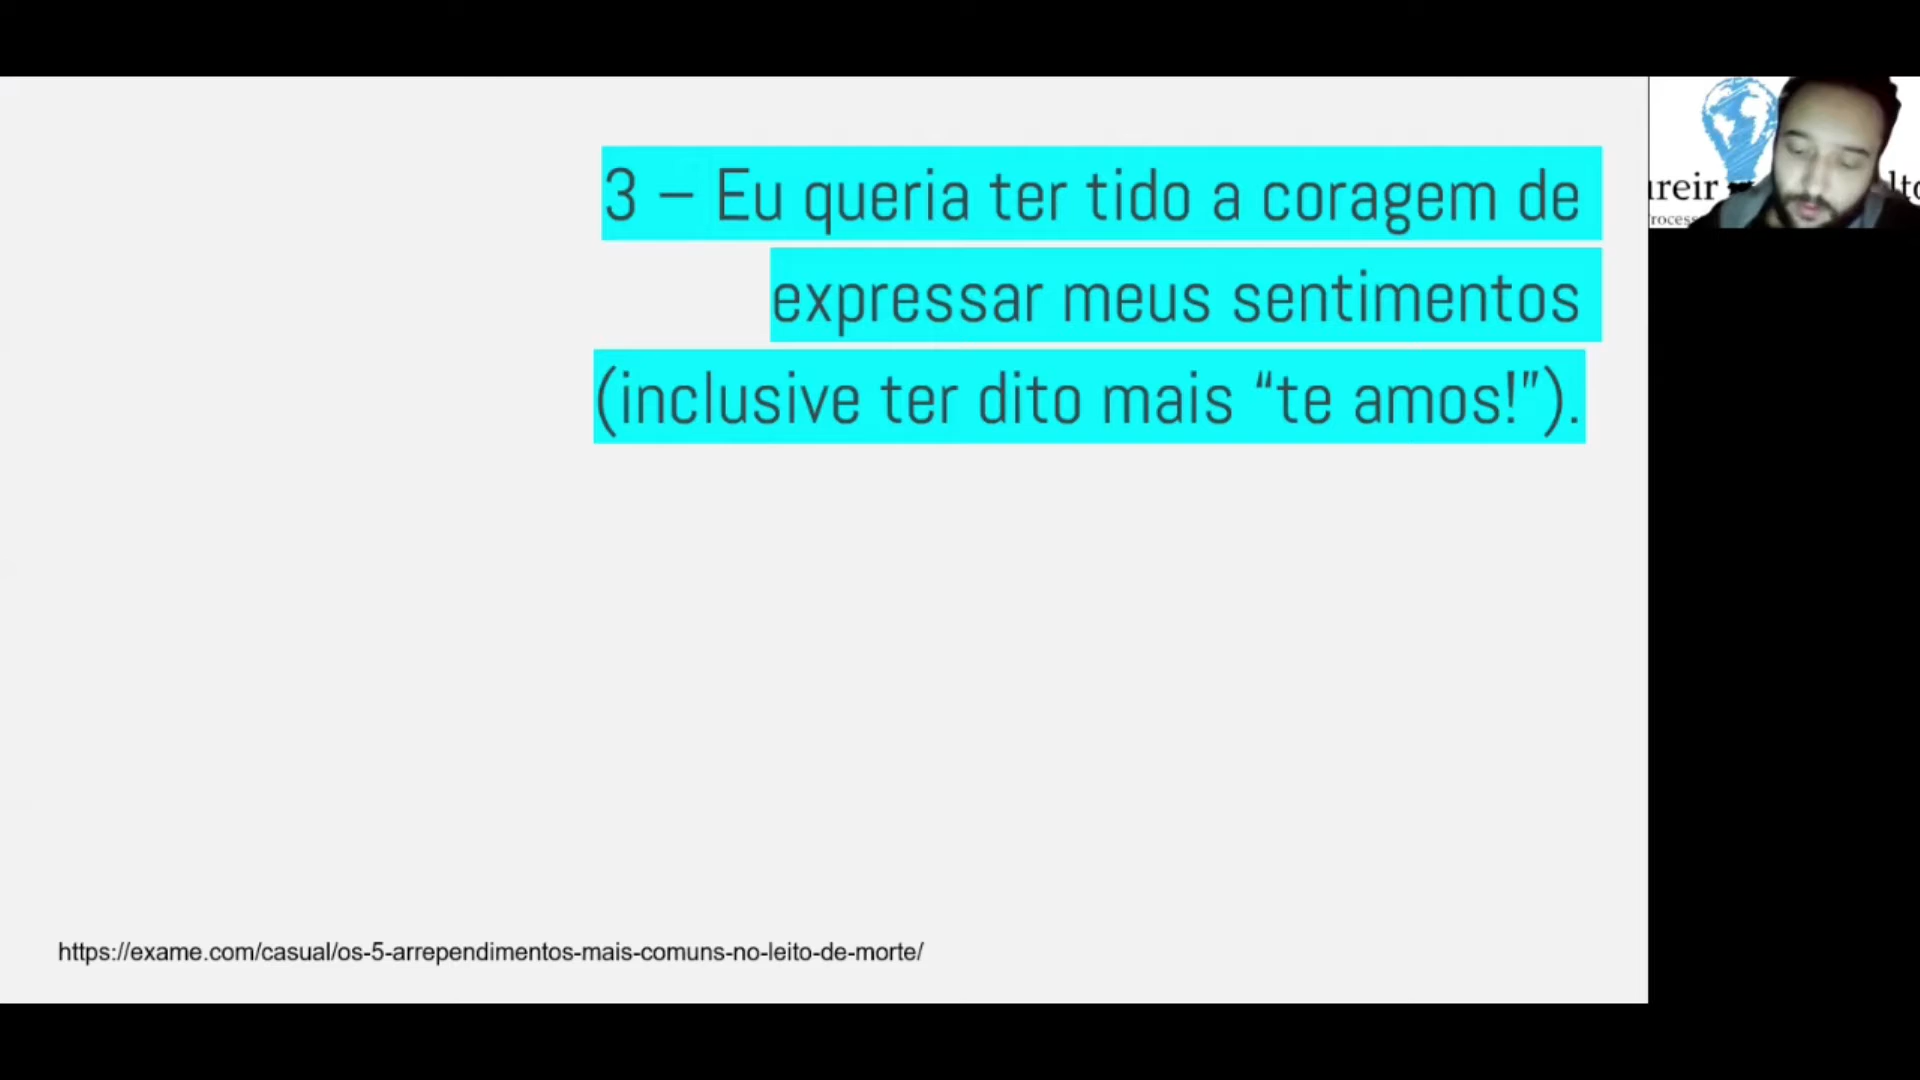 3 – Eu queria ter tido a coragem de
expressar meus sentimentos
(inclusive ter dito mais “te amos!”).
https://exame.com/casual/os-5-arrependimentos-mais-comuns-no-leito-de-morte/